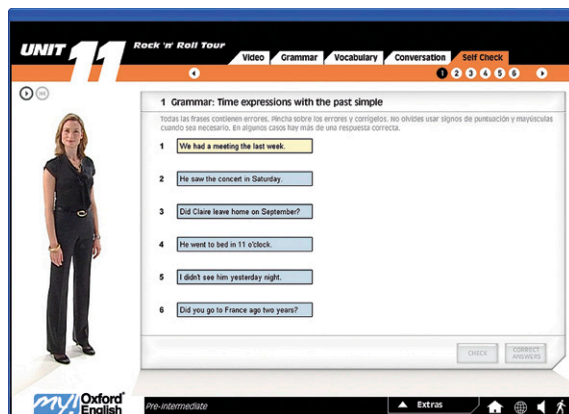 UNIT 11 Rock 'n' Roll Tour
Video Grammar Vocabulary Conversation Self Check
1 2 3 4 5 6
1 Grammar: Time expressions with the past simple
Todas las frases contienen errores. Pincha sobre los errores y corrígelos. No olvides usar signos de puntuación y mayúsculas
cuando sea necesario. En algunos casos hay más de una respuesta correcta.
1 We had a meeting the last week.
2 He saw the concert in Saturday.
3 Did Claire leave home on September?
4 He went to bed in 11 o'clock.
5 I didn't see him yesterday night.
6 Did you go to France ago two years?
CHECK
CORRECT
ANSWERS
my! Oxford
English
Pre-intermediate
Extras